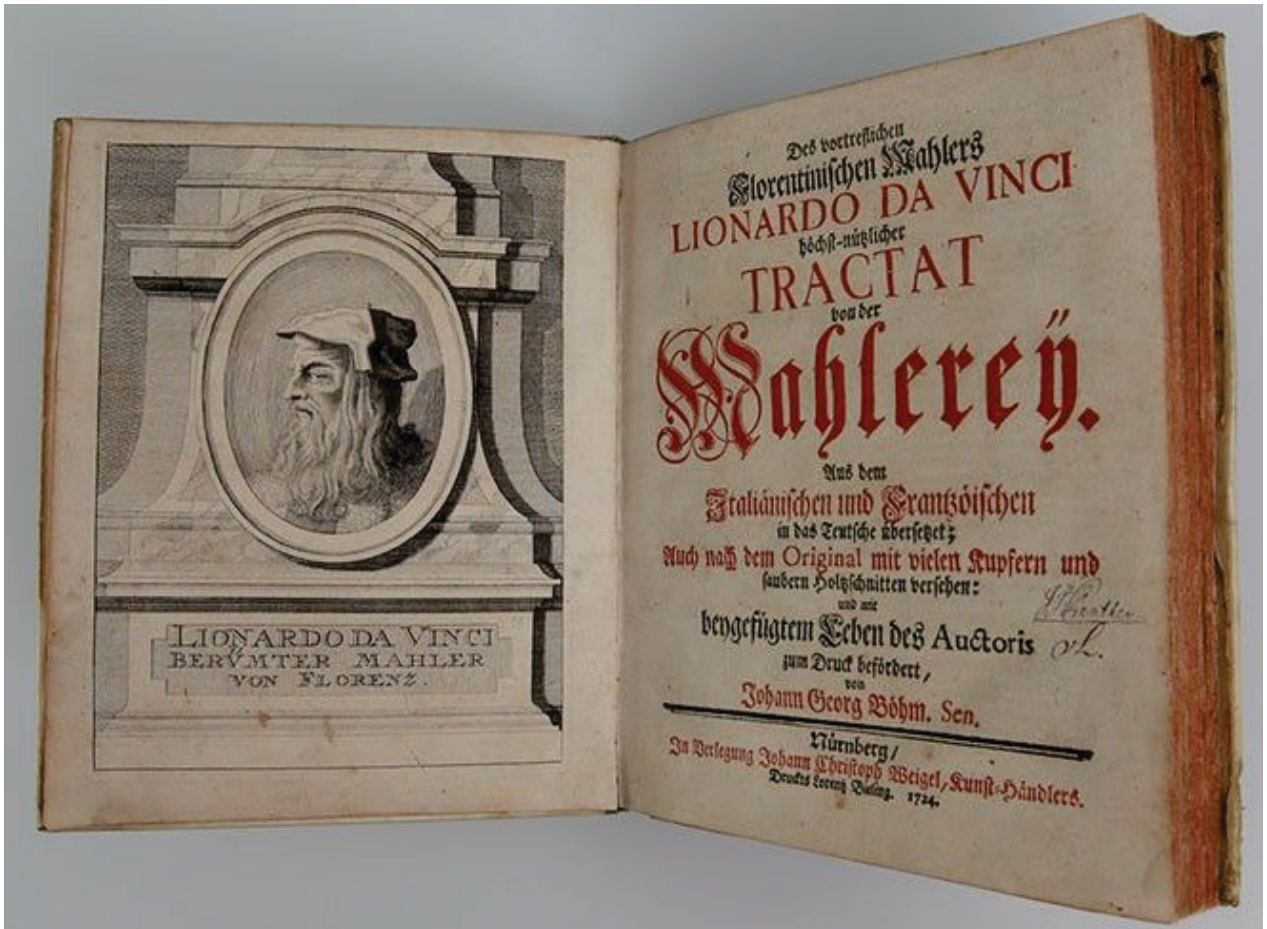 LIONARDO DA VINCI
BERVMTER MAHLER
VON FLORENZ.
Des vortreflichen
Florentinischen Mahlers
LIONARDO DA VINCI
höchst-nützlicher
TRACTAT
von der
Mahlereÿ.
Aus dem
Italiänischen und Frantzöischen
in das Teutsche übersetzet;
Auch nach dem Original mit vielen Kupfern und
saubern Holtzschnitten versehen:
und mit
beygefügtem Leben des Auctoris
zum Druck befördert,
von
Johann Georg Böhm. Sen.
Nürnberg/
In Verlegung Johann Christoph Weigel, Kunst-Händlers.
Druckts Lorentz Bieling. 1724.